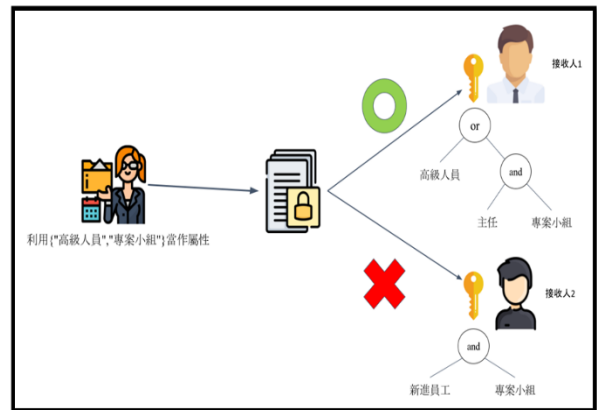 接收人1
or
高級人員
and
主任
專案小組
利用{"高級人員","專案小組"}當作屬性
接收人2
and
新進員工
專案小組